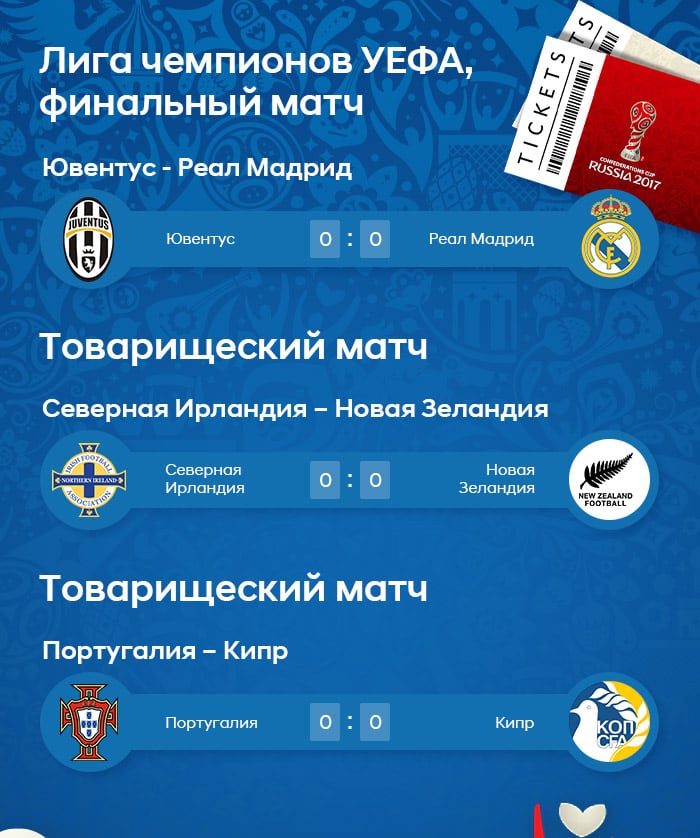 Лига чемпионов УЕФА,
финальный матч
TICKETS
TS
CONFEDERATIONS CUP
RUSSIA 2017
Ювентус - Реал Мадрид
JUVENTUS
Ювентус
0 : 0
Реал Мадрид
Товарищеский матч
Северная Ирландия – Новая Зеландия
IRISH FOOTBALL
NORTHERN IRELAND
ASSOCIATION
Северная
Ирландия
0 : 0
Новая
Зеландия
NEW ZEALAND
FOOTBALL
Товарищеский матч
Португалия – Кипр
Португалия
0 : 0
Кипр
КОП
CFA